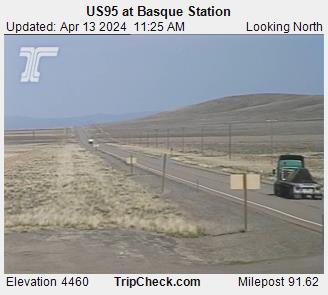 US95 at Basque Station
Updated: Apr 13 2024 11:25 AM Looking North
Elevation 4460 TripCheck.com Milepost 91.62